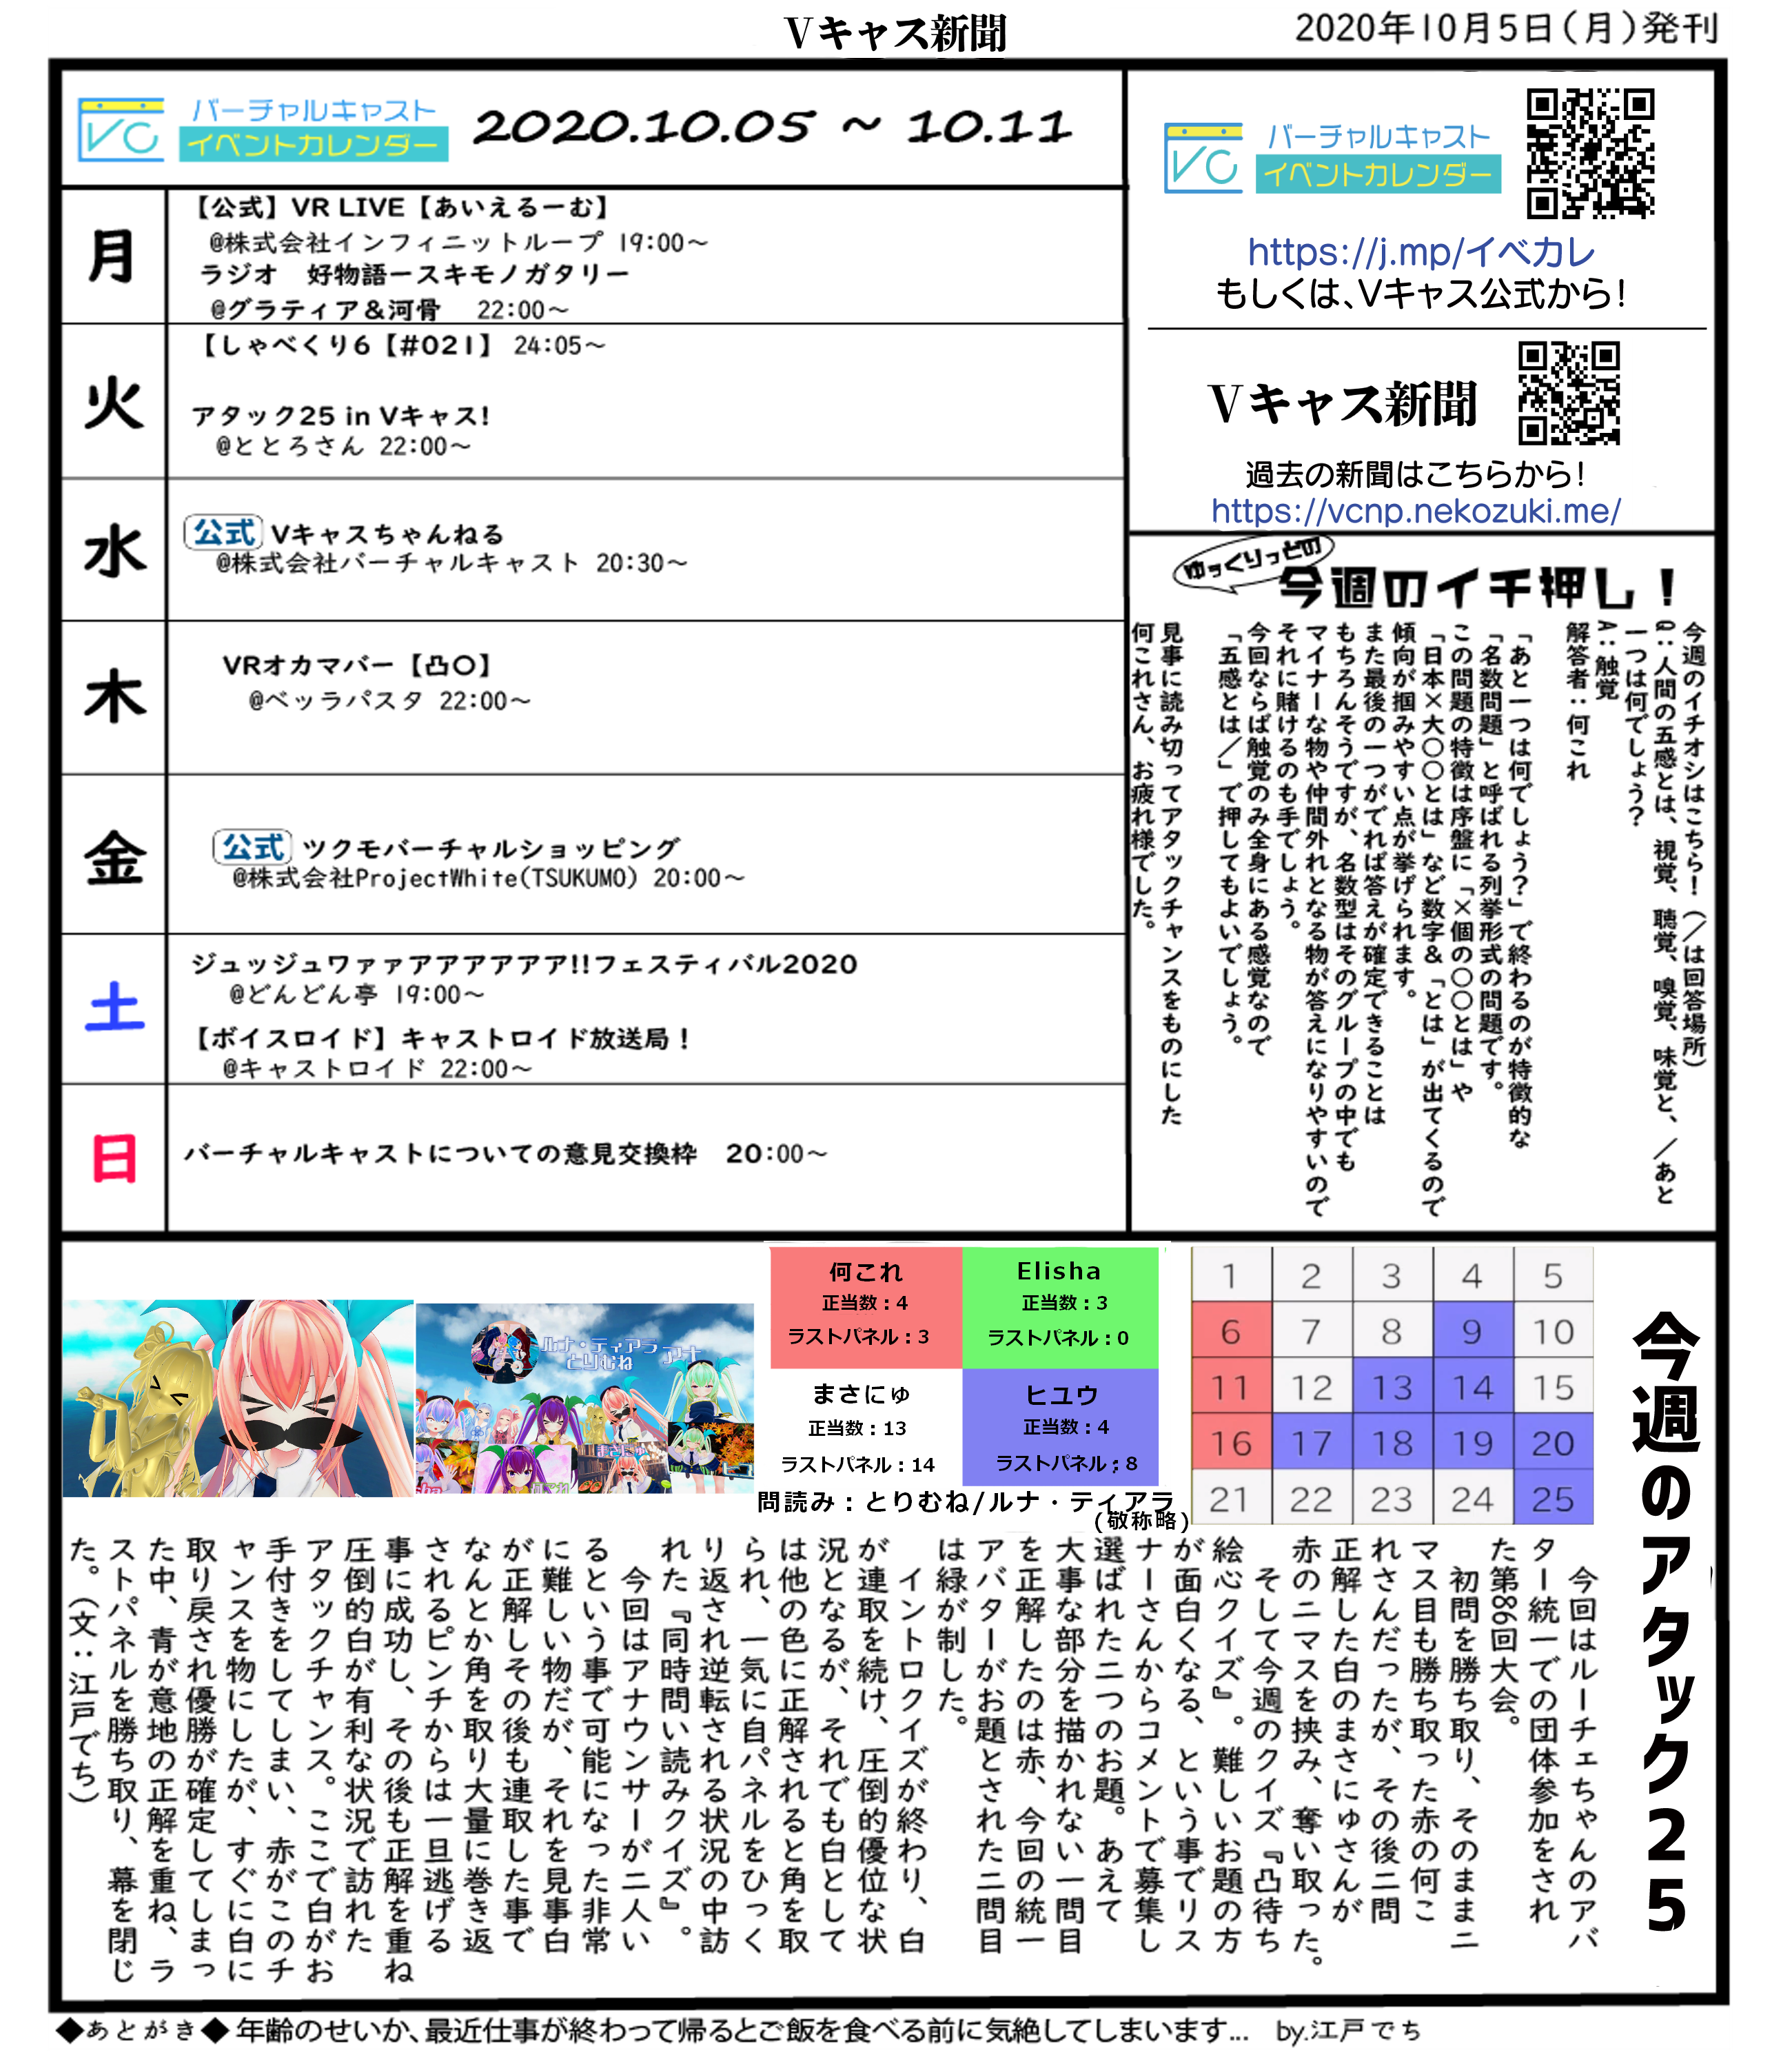 Vキャス新聞
2020年10月5日(月)発刊
バーチャルキャスト
イベントカレンダー
2020.10.05 ~ 10.11
月
【公式】VR LIVE【あいえるーむ】
@株式会社インフィニットループ 19:00～
ラジオ　好物語ースキモノガタリー
@グラティア＆河骨　22:00～
火
【しゃべくり6【#021】 24:05～
アタック25 in Vキャス!
@ととろさん 22:00～
水
公式 Vキャスちゃんねる
@株式会社バーチャルキャスト 20:30～
木
VRオカマバー【凸〇】
@ベッラパスタ 22:00～
金
公式 ツクモバーチャルショッピング
@株式会社ProjectWhite(TSUKUMO) 20:00～
土
ジュッジュワァァアアアアアア!!フェスティバル2020
@どんどん亭 19:00～
【ボイスロイド】キャストロイド放送局！
@キャストロイド 22:00～
日
バーチャルキャストについての意見交換枠　20:00～
バーチャルキャスト
イベントカレンダー
https://j.mp/イベカレ
もしくは、Vキャス公式から！
Vキャス新聞
過去の新聞はこちらから！
https://vcnp.nekozuki.me/
ゆっくりっどの
今週のイチ押し！
今週のイチオシはこちら！（／は回答場所）
Q：人間の五感とは、視覚、聴覚、嗅覚、味覚と、／あと
一つは何でしょう？
A：触覚
解答者：何これ
「あと一つは何でしょう？」で終わるのが特徴的な
「名数問題」と呼ばれる列挙形式の問題です。
この問題の特徴は序盤に「×個の〇〇とは」や
「日本×大〇〇とは」など数字＆「とは」が出てくるので
傾向が掴みやすい点が挙げられます。
また最後の一つがでれば答えが確定できることは
もちろんそうですが、名数型はそのグループの中でも
マイナーな物や仲間外れとなる物が答えになりやすいので
それに賭けるのも手でしょう。
今回ならば触覚のみ全身にある感覚なので
「五感とは／」で押してもよいでしょう。
見事に読み切ってアタックチャンスをものにした
何これさん、お疲れ様でした。
今週のアタック25
ルナ・ティアラ
とりむね
アナ
何これ
正当数：4
ラストパネル：3
Elisha
正当数：3
ラストパネル：0
まさにゅ
正当数：13
ラストパネル：14
ヒユウ
正当数：4
ラストパネル：8
問読み：とりむね/ルナ・ティアラ
(敬称略)
1 2 3 4 5
6 7 8 9 10
11 12 13 14 15
16 17 18 19 20
21 22 23 24 25
今回はルーチェちゃんのアバ
ター統一での団体参加をされ
た第86回大会。
初問を勝ち取り、そのまま二
マス目も勝ち取った赤の何こ
れさんだったが、その後二問
正解した白のまさにゅさんが
赤の二マスを挟み、奪い取った。
そして今週のクイズ『凸待ち
絵心クイズ』。難しいお題の方
が面白くなる、という事でリス
ナーさんからコメントで募集し
選ばれた二つのお題。あえて
大事な部分を描かれない一問目
を正解したのは赤、今回の統一
アバターがお題とされた二問目
は緑が制した。
イントロクイズが終わり、白
が連取を続け、圧倒的優位な状
況となるが、それでも白として
は他の色に正解されると角を取
られ、一気に自パネルをひっく
り返され逆転される状況の中訪
れた『同時問い読みクイズ』。
今回はアナウンサーが二人い
るという事で可能になった非常
に難しい物だが、それを見事白
が正解しその後も連取した事で
なんとか角を取り大量に巻き返
されるピンチからは一旦逃げる
事に成功し、その後も正解を重ね
圧倒的白が有利な状況で訪れた
アタックチャンス。ここで白がお
手付きをしてしまい、赤がこのチ
ャンスを物にしたが、すぐに白に
取り戻され優勝が確定してしまっ
た中、青が意地の正解を重ね、ラ
ストパネルを勝ち取り、幕を閉じ
た。（文：江戸でち）
◆あとがき◆ 年齢のせいか、最近仕事が終わって帰るとご飯を食べる前に気絶してしまいます…　by.江戸でち